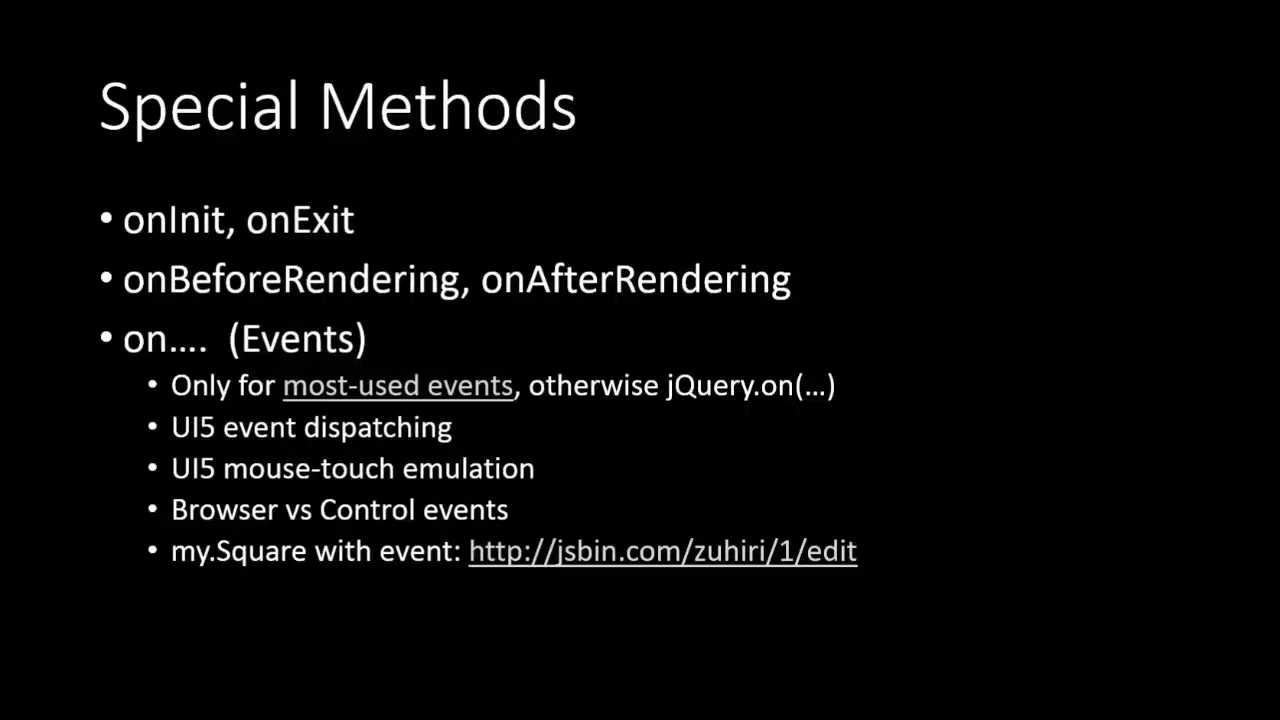 Special Methods
• onInit, onExit
• onBeforeRendering, onAfterRendering
• on.... (Events)
• Only for most-used events, otherwise jQuery.on(...)
• UI5 event dispatching
• UI5 mouse-touch emulation
• Browser vs Control events
• my.Square with event: http://jsbin.com/zuhiri/1/edit